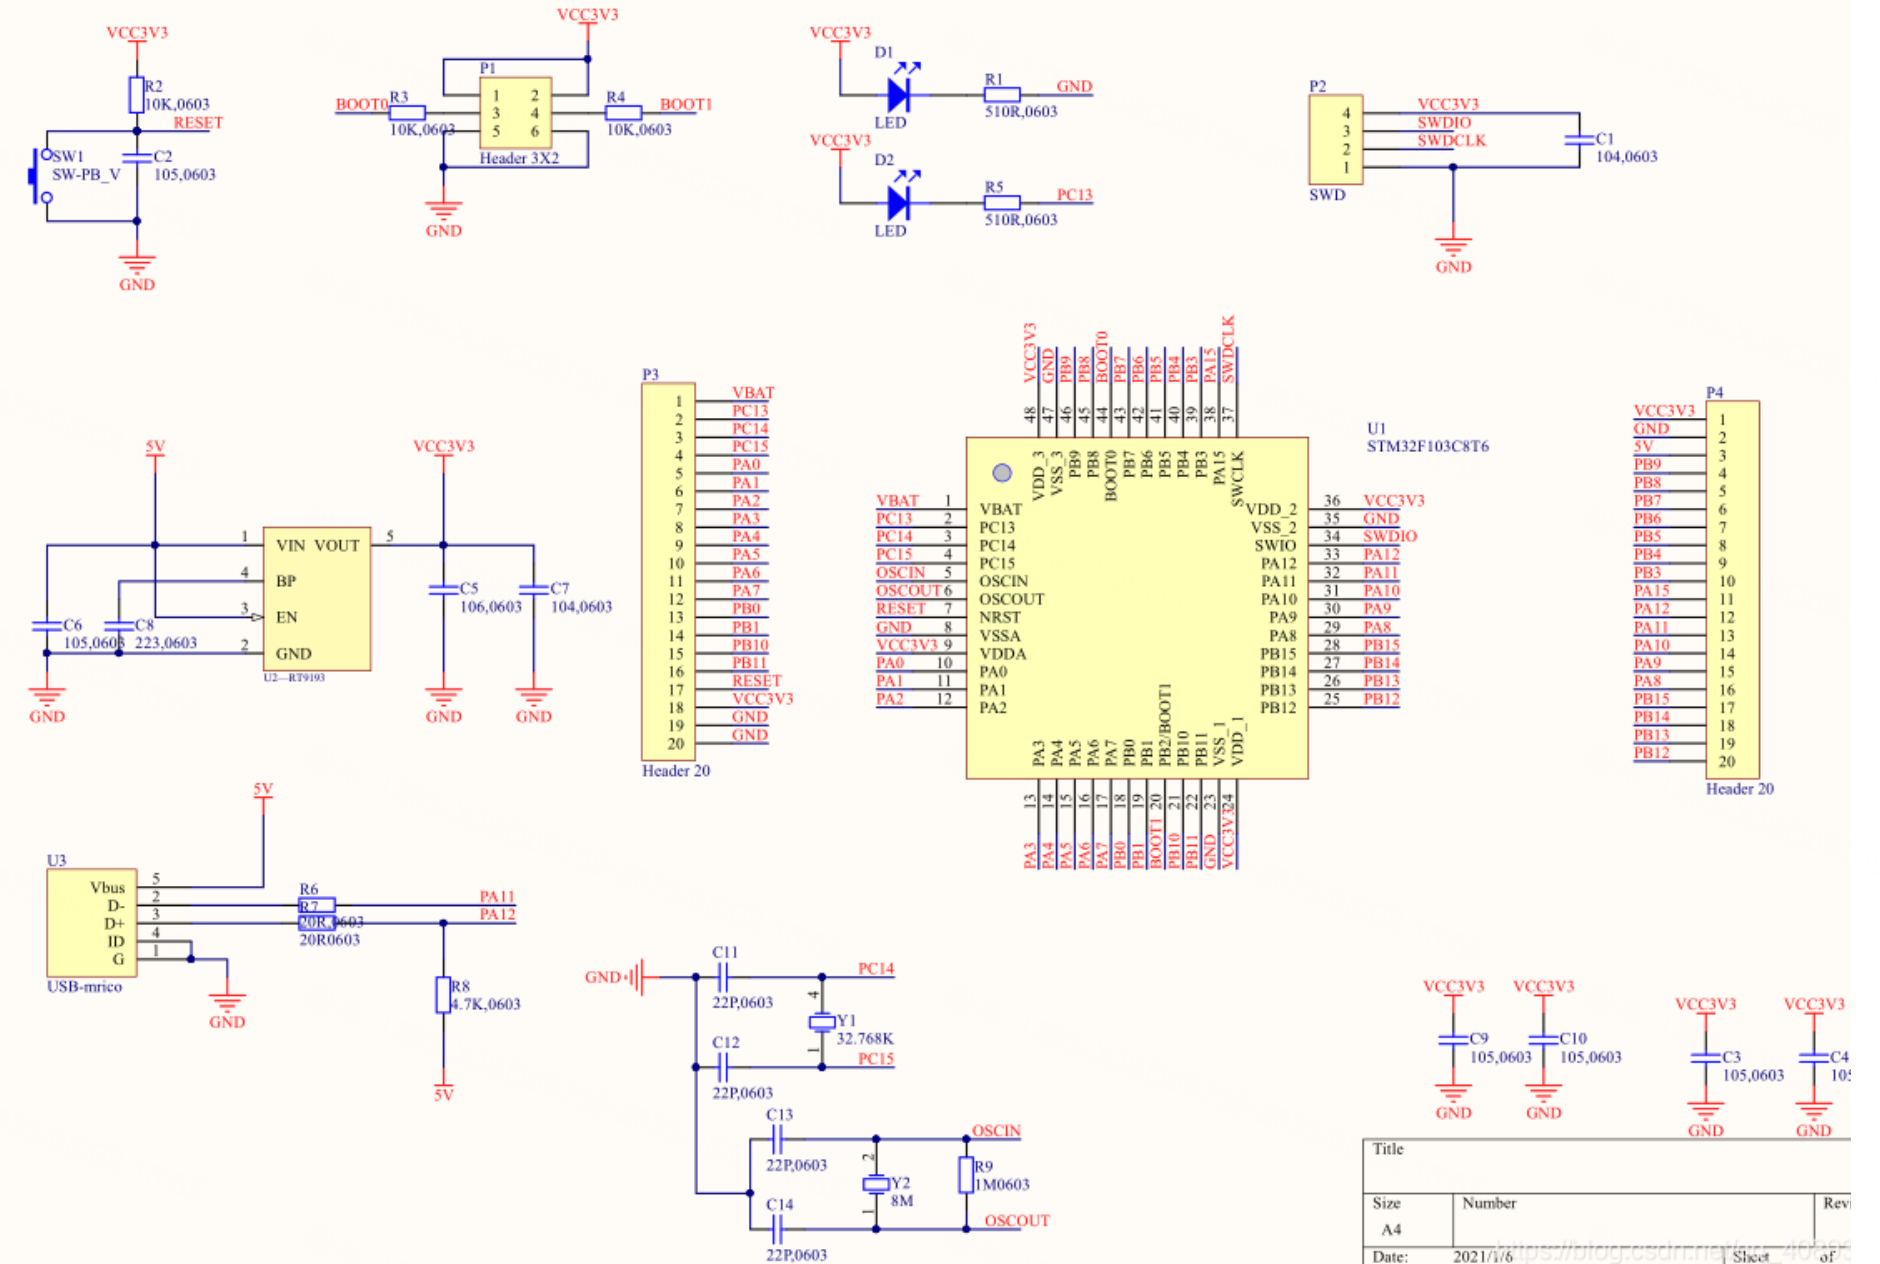 VCC3V3
R2
10K,0603
RESET
SW1
SW-PB_V
C2
105,0603
GND
VCC3V3
P1
BOOT0
R3
10K,0603
1 2
3 4
5 6
R4
10K,0603
BOOT1
Header 3X2
GND
VCC3V3
D1
LED
R1
510R,0603
GND
VCC3V3
D2
LED
R5
510R,0603
PC13
P2
4 VCC3V3
3 SWDIO
2 SWDCLK
1
SWD
C1
104,0603
GND
5V
VCC3V3
1 VIN VOUT 5
4 BP
3 EN
2 GND
U2—RT9193
C6
105,0603
C8
223,0603
GND
C5
106,0603
GND
C7
104,0603
GND
P3
1 VBAT
2 PC13
3 PC14
4 PC15
5 PA0
6 PA1
7 PA2
8 PA3
9 PA4
10 PA5
11 PA6
12 PA7
13 PB0
14 PB1
15 PB10
16 PB11
17 RESET
18 VCC3V3
19 GND
20 GND
Header 20
U1
STM32F103C8T6
VCC3V3 48 VDD_3
GND 47 VSS_3
PB9 46 PB9
PB8 45 PB8
BOOT0 44 BOOT0
PB7 43 PB7
PB6 42 PB6
PB5 41 PB5
PB4 40 PB4
PB3 39 PB3
PA15 38 PA15
SWDCLK 37 SWCLK
VBAT 1 VBAT
PC13 2 PC13
PC14 3 PC14
PC15 4 PC15
OSCIN 5 OSCIN
OSCOUT 6 OSCOUT
RESET 7 NRST
GND 8 VSSA
VCC3V3 9 VDDA
PA0 10 PA0
PA1 11 PA1
PA2 12 PA2
VDD_2 36 VCC3V3
VSS_2 35 GND
SWIO 34 SWDIO
PA12 33 PA12
PA11 32 PA11
PA10 31 PA10
PA9 30 PA9
PA8 29 PA8
PB15 28 PB15
PB14 27 PB14
PB13 26 PB13
PB12 25 PB12
PA3 13 PA3
PA4 14 PA4
PA5 15 PA5
PA6 16 PA6
PA7 17 PA7
PB0 18 PB0
PB1 19 PB1
PB2/BOOT1 20 BOOT1
PB10 21 PB10
PB11 22 PB11
VSS_1 23 GND
VDD_1 24 VCC3V3
P4
VCC3V3 1
GND 2
5V 3
PB9 4
PB8 5
PB7 6
PB6 7
PB5 8
PB4 9
PB3 10
PA15 11
PA12 12
PA11 13
PA10 14
PA9 15
PA8 16
PB15 17
PB14 18
PB13 19
PB12 20
Header 20
5V
U3
Vbus 5
D- 2
D+ 3
ID 4
G 1
USB-mrico
GND
R6
R7
20R,0603
20R0603
PA11
PA12
R8
4.7K,0603
5V
GND
C11
22P,0603
PC14
4
Y1
32.768K
1
C12
22P,0603
PC15
C13
22P,0603
OSCIN
2
Y2
8M
1
R9
1M0603
C14
22P,0603
OSCOUT
VCC3V3
C9
105,0603
GND
VCC3V3
C10
105,0603
GND
VCC3V3
C3
105,0603
GND
VCC3V3
C4
105
GND
Title
Size
A4
Number
Revi
Date:
2021/1/6
Sheet of